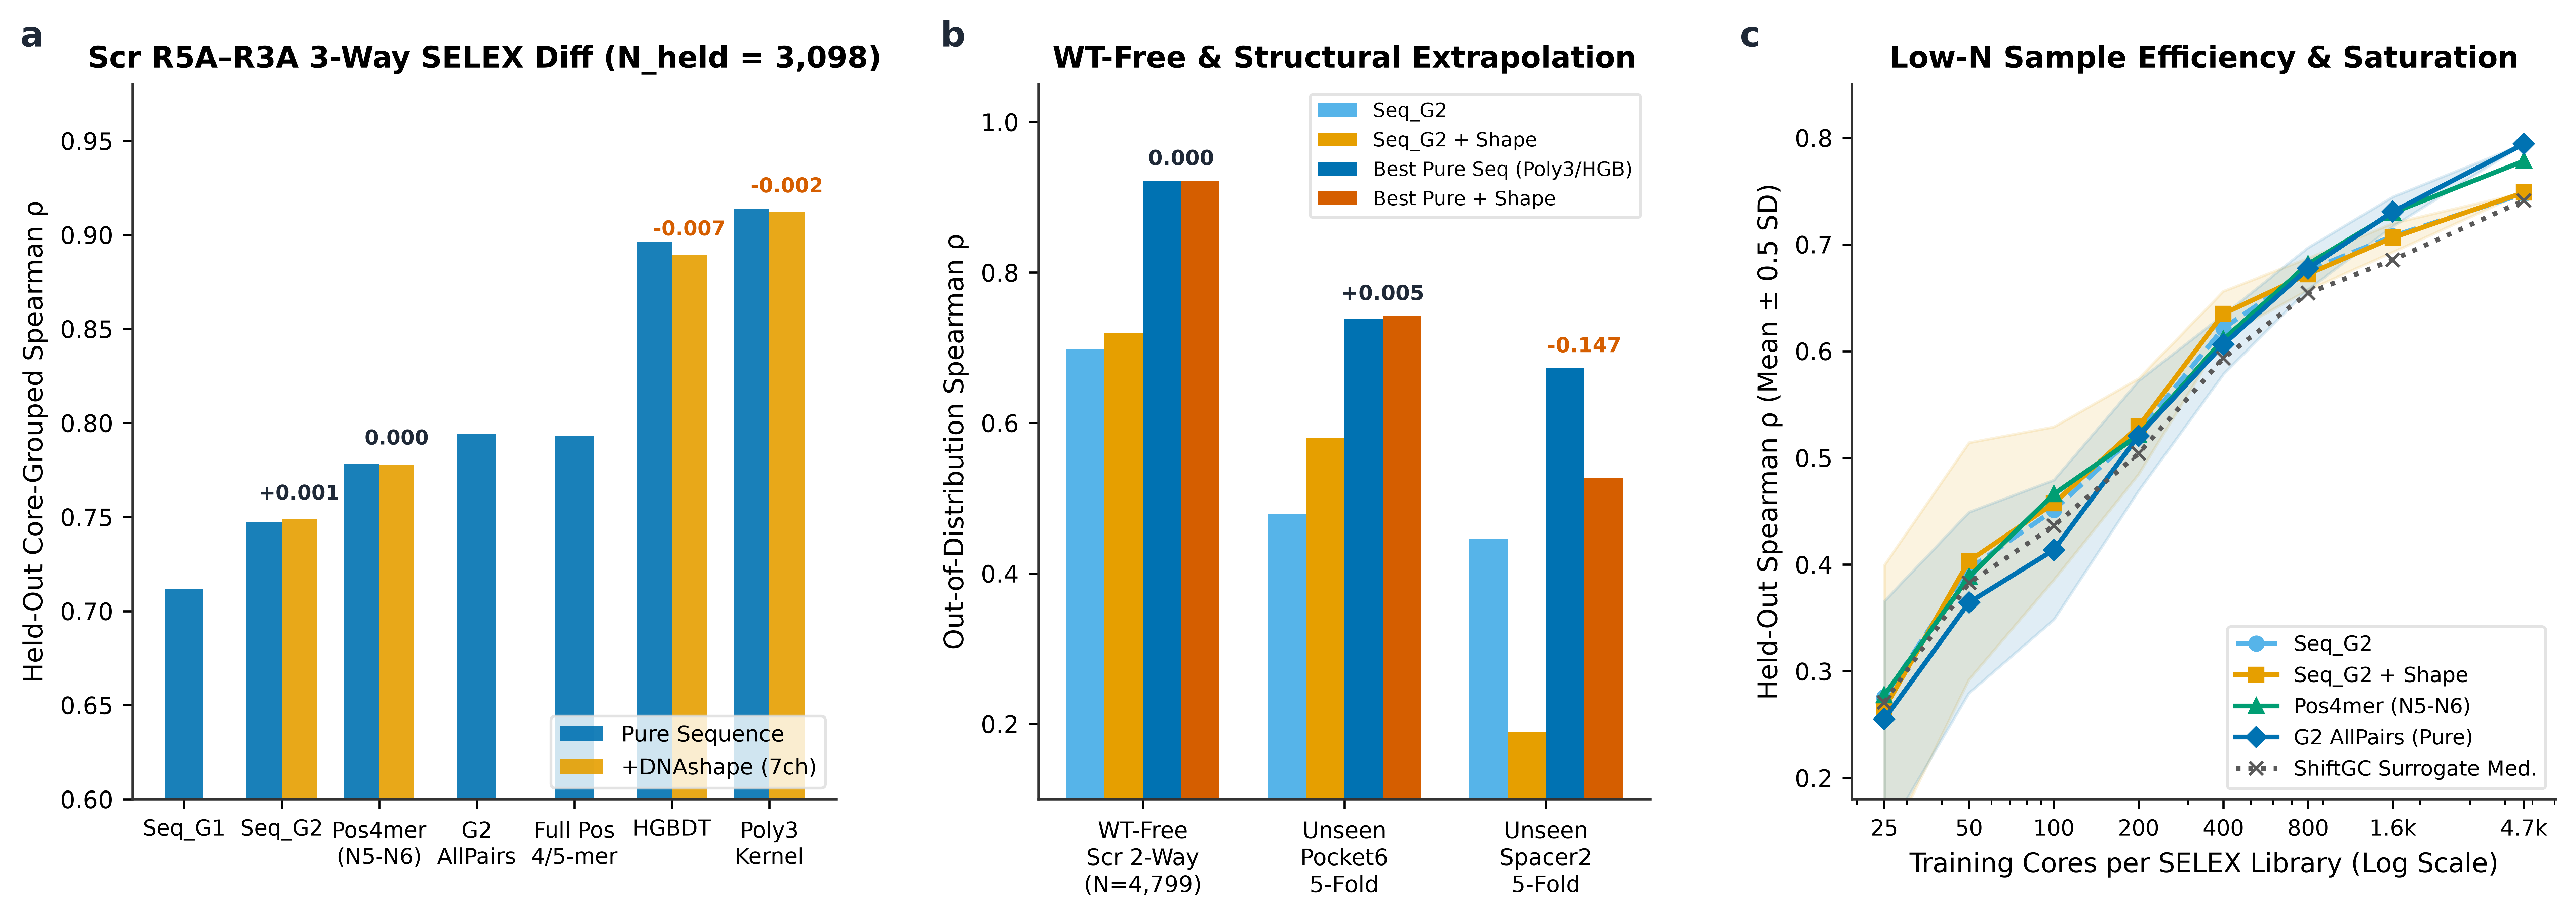 a
Scr R5A–R3A 3-Way SELEX Diff (N_held = 3,098)
Held-Out Core-Grouped Spearman ρ
0.95
0.90
0.85
0.80
0.75
0.70
0.65
0.60
+0.001
0.000
-0.007
-0.002
Pure Sequence
+DNAshape (7ch)
Seq_G1
Seq_G2
Pos4mer
(N5-N6)
G2
AllPairs
Full Pos
4/5-mer
HGBDT
Poly3
Kernel
b
WT-Free & Structural Extrapolation
Out-of-Distribution Spearman ρ
1.0
0.8
0.6
0.4
0.2
Seq_G2
Seq_G2 + Shape
Best Pure Seq (Poly3/HGB)
Best Pure + Shape
0.000
+0.005
-0.147
WT-Free
Scr 2-Way
(N=4,799)
Unseen
Pocket6
5-Fold
Unseen
Spacer2
5-Fold
c
Low-N Sample Efficiency & Saturation
Held-Out Spearman ρ (Mean ± 0.5 SD)
0.8
0.7
0.6
0.5
0.4
0.3
0.2
Seq_G2
Seq_G2 + Shape
Pos4mer (N5-N6)
G2 AllPairs (Pure)
ShiftGC Surrogate Med.
25
50
100
200
400
800
1.6k
4.7k
Training Cores per SELEX Library (Log Scale)